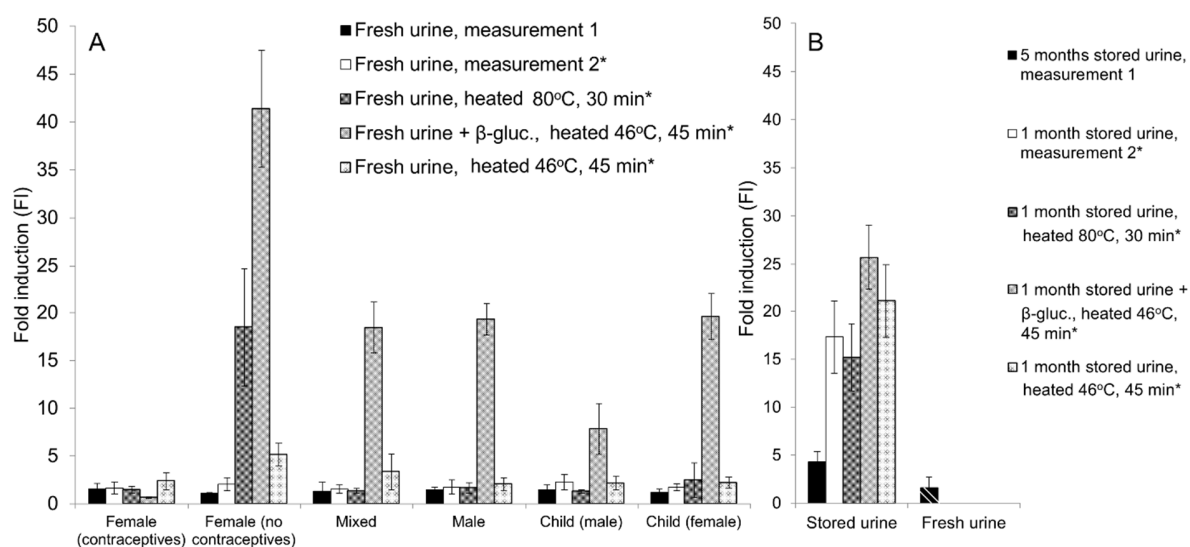 A
Fold induction (FI)
50
45
40
35
30
25
20
15
10
5
0
Fresh urine, measurement 1
Fresh urine, measurement 2*
Fresh urine, heated 80°C, 30 min*
Fresh urine + β-gluc., heated 46°C, 45 min*
Fresh urine, heated 46°C, 45 min*
Female
(contraceptives)
Female (no
contraceptives)
Mixed
Male
Child (male)
Child (female)
B
Fold induction (FI)
50
45
40
35
30
25
20
15
10
5
0
5 months stored urine,
measurement 1
1 month stored urine,
measurement 2*
1 month stored urine,
heated 80°C, 30 min*
1 month stored urine +
β-gluc., heated 46°C,
45 min*
1 month stored urine,
heated 46°C, 45 min*
Stored urine
Fresh urine